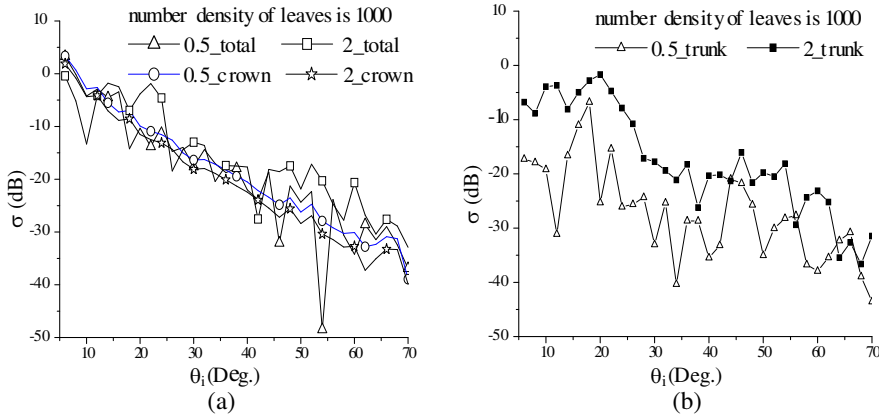 number density of leaves is 1000
0.5_total
2_total
0.5_crown
2_crown
10
0
-10
-20
-30
-40
-50
σ (dB)
10
20
30
40
50
60
70
θi(Deg.)
(a)
number density of leaves is 1000
0.5_trunk
2_trunk
10
0
-10
-20
-30
-40
-50
σ (dB)
10
20
30
40
50
60
70
θi(Deg.)
(b)